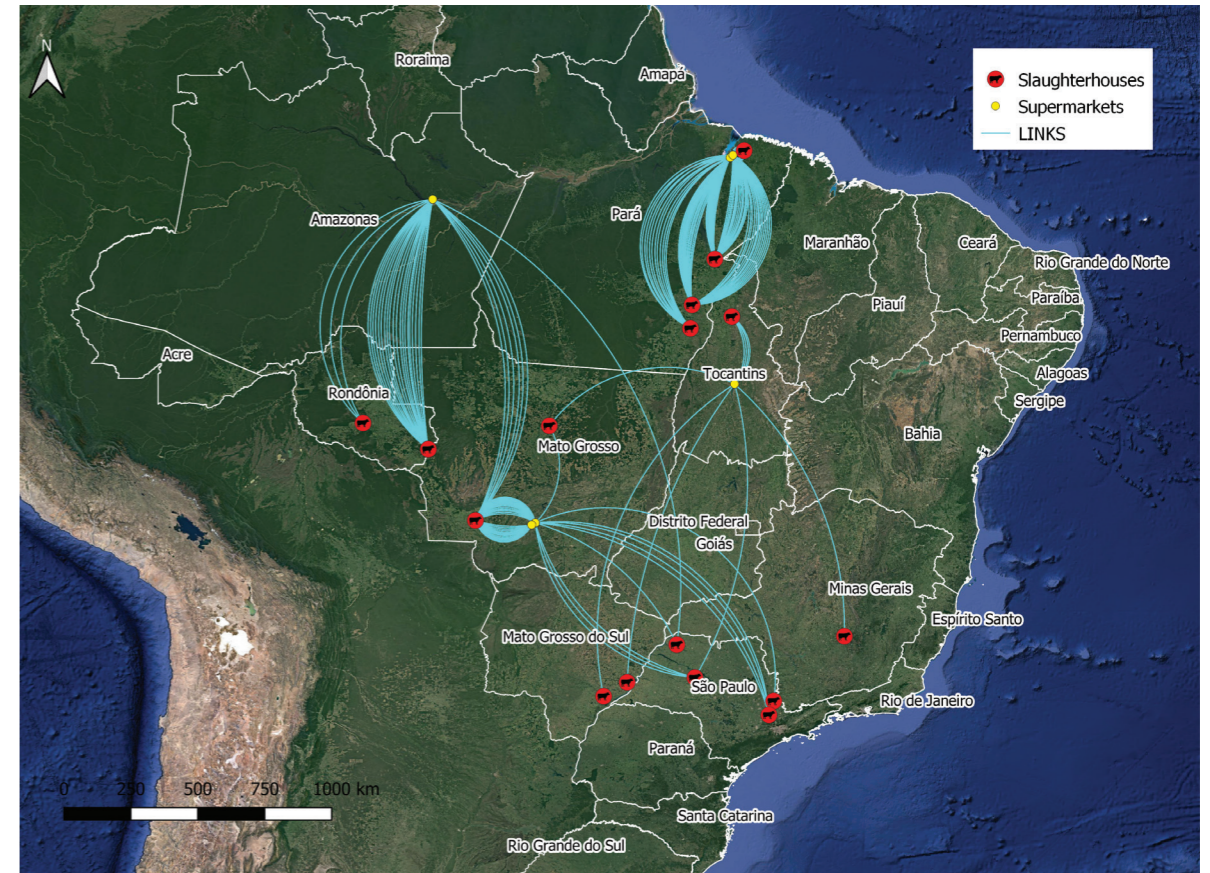 N
Roraima
Amapá
Slaughterhouses
Supermarkets
LINKS
Amazonas
Pará
Maranhão
Ceará
Rio Grande do Norte
Paraíba
Piauí
Pernambuco
Acre
Alagoas
Tocantins
Rondônia
Sergipe
Bahia
Mato Grosso
Distrito Federal
Goiás
Minas Gerais
Espírito Santo
Mato Grosso do Sul
São Paulo
Rio de Janeiro
Paraná
0 250 500 750 1000 km
Santa Catarina
Rio Grande do Sul